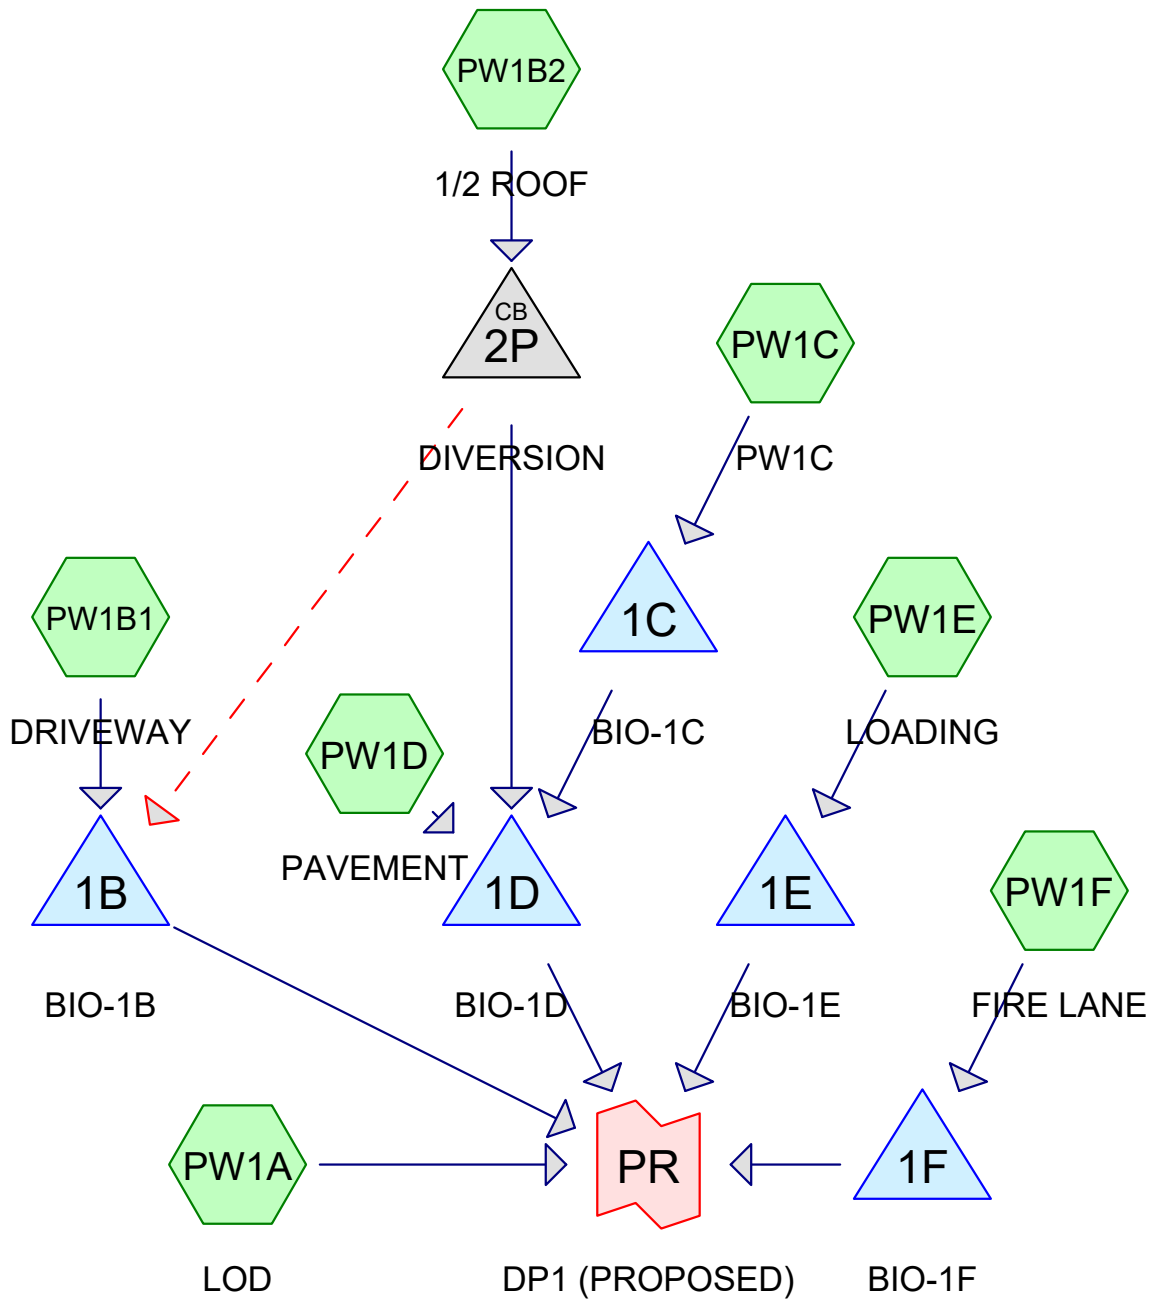 PW1B2
1/2 ROOF
CB
2P
DIVERSION
PW1C
PW1C
PW1B1
DRIVEWAY
1C
BIO-1C
PW1E
LOADING
PW1D
PAVEMENT
1B
BIO-1B
1D
BIO-1D
1E
BIO-1E
PW1F
FIRE LANE
PW1A
LOD
PR
DP1 (PROPOSED)
1F
BIO-1F